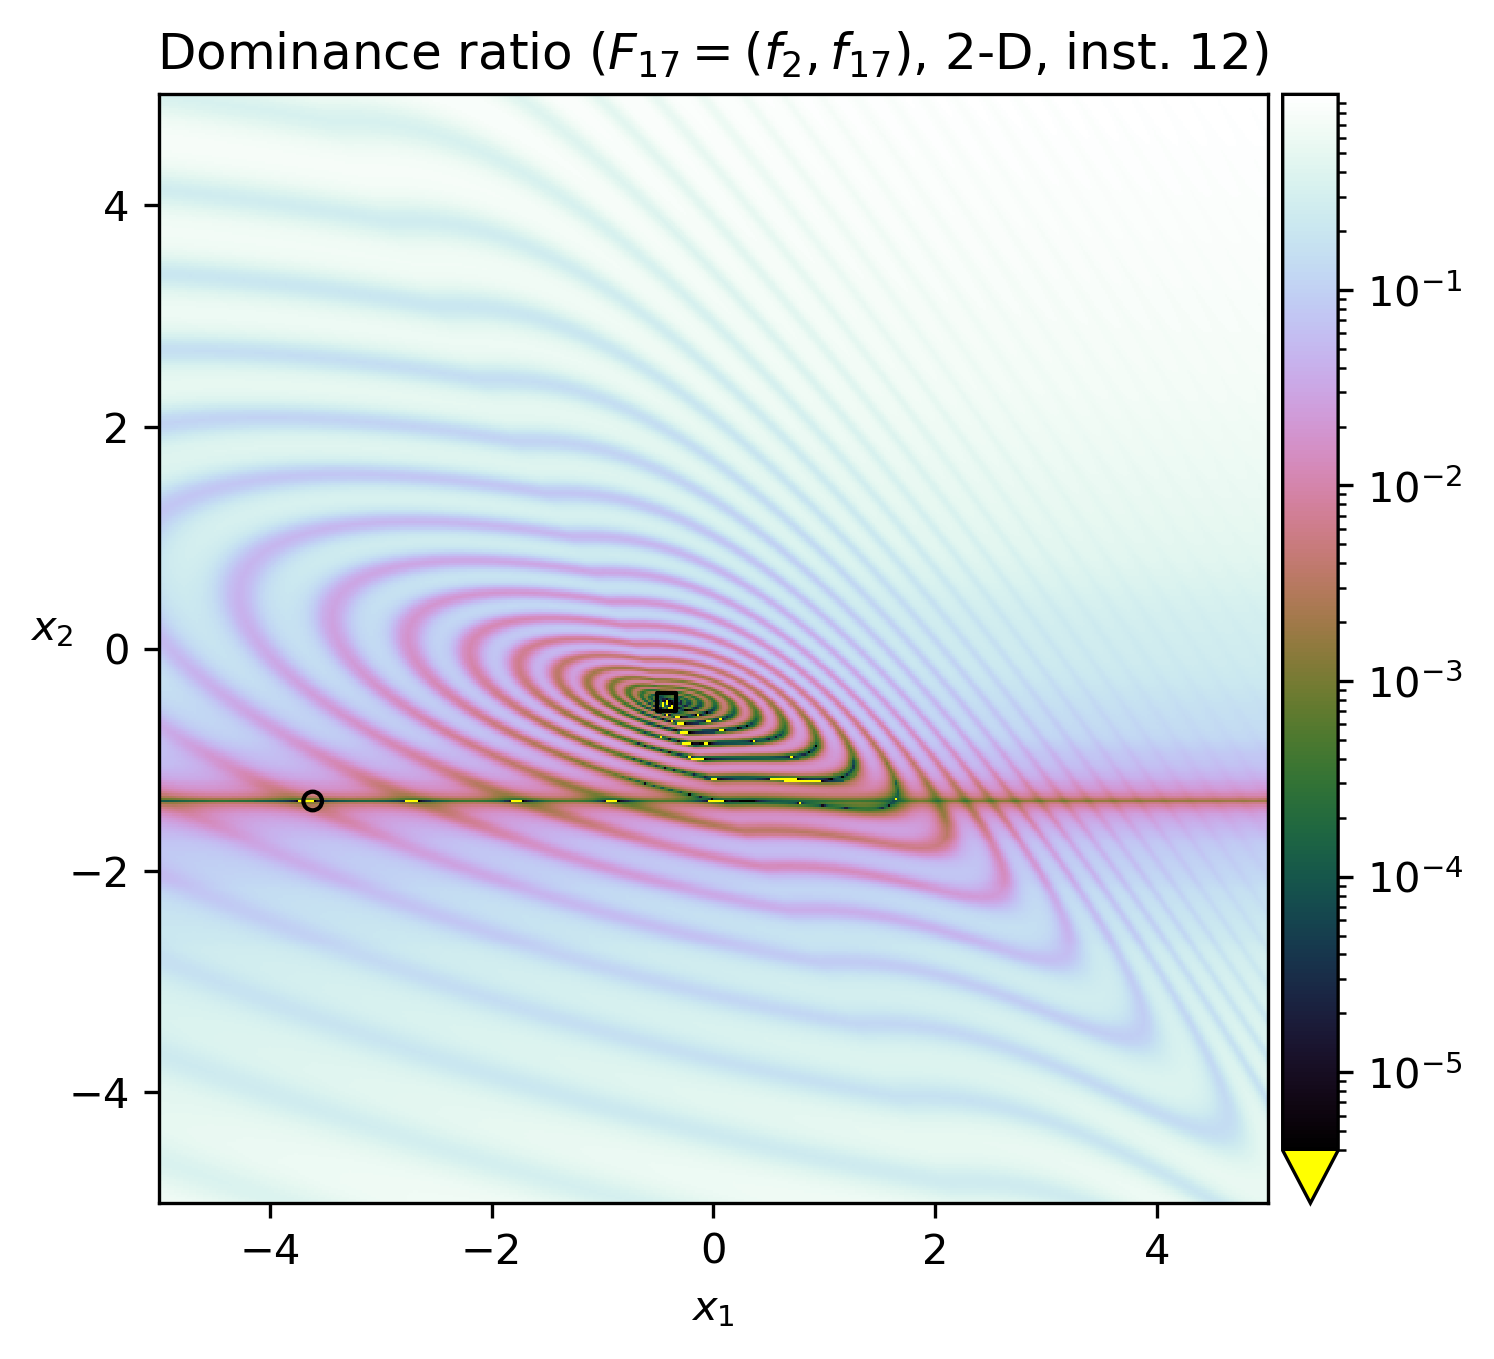 Dominance ratio (F₁₇ = (f₂, f₁₇), 2-D, inst. 12)
4
2
0
−2
−4
x₂
−4 −2 0 2 4
x₁
10⁻¹
10⁻²
10⁻³
10⁻⁴
10⁻⁵